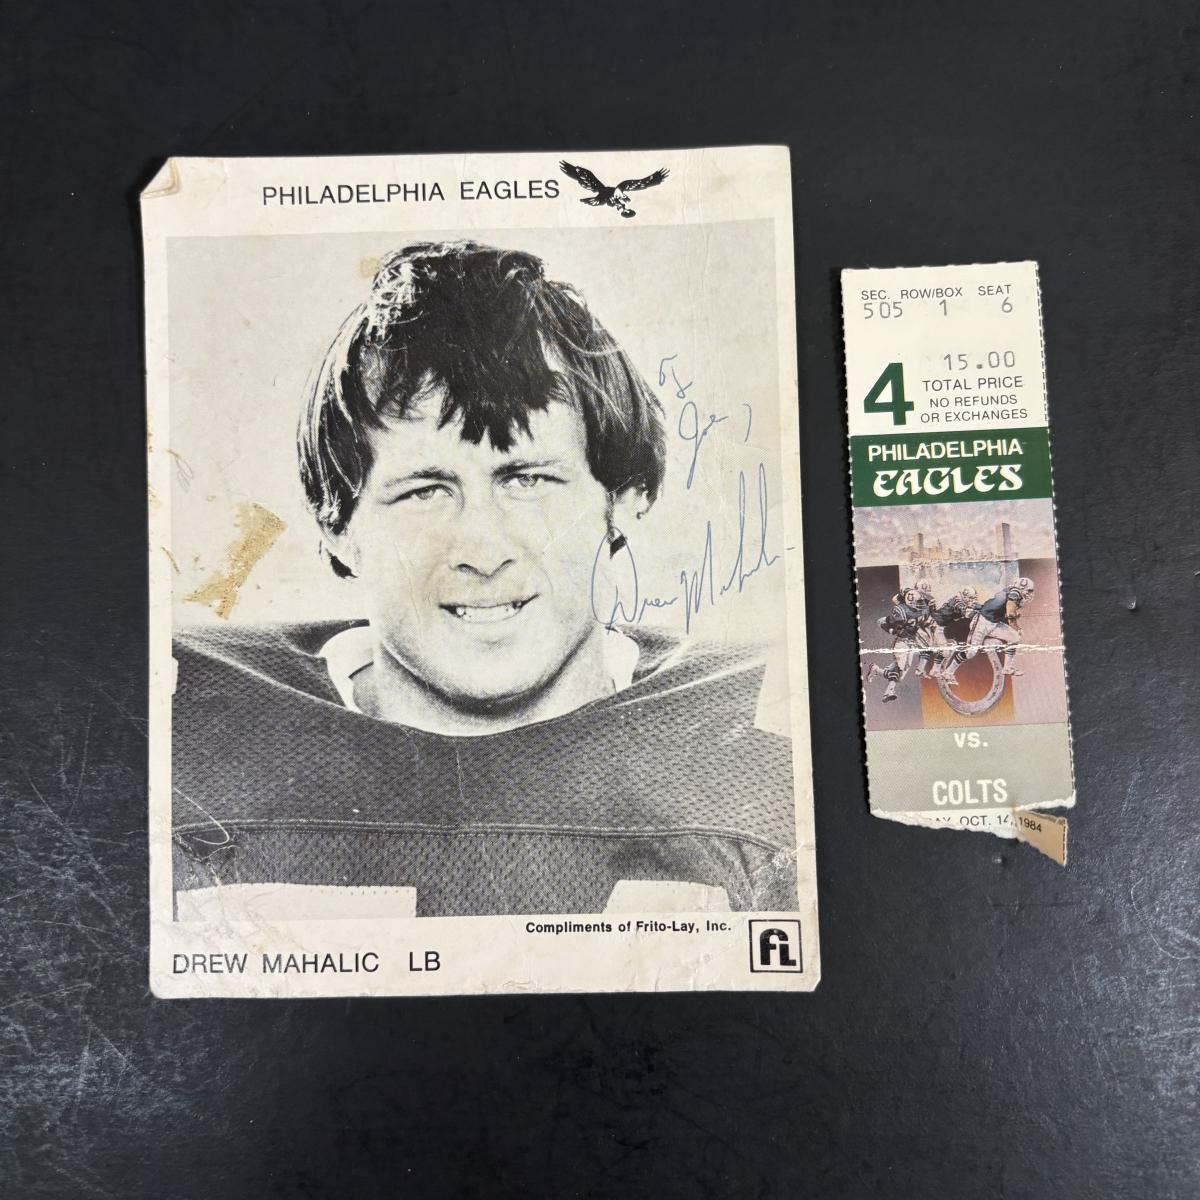 PHILADELPHIA EAGLES
Joe,
Drew Mahalic
Compliments of Frito-Lay, Inc.
FL
DREW MAHALIC LB
SEC. ROW/BOX SEAT
505 1 6
15.00
4
TOTAL PRICE
NO REFUNDS
OR EXCHANGES
PHILADELPHIA
EAGLES
VS.
COLTS
OCT. 14, 1984